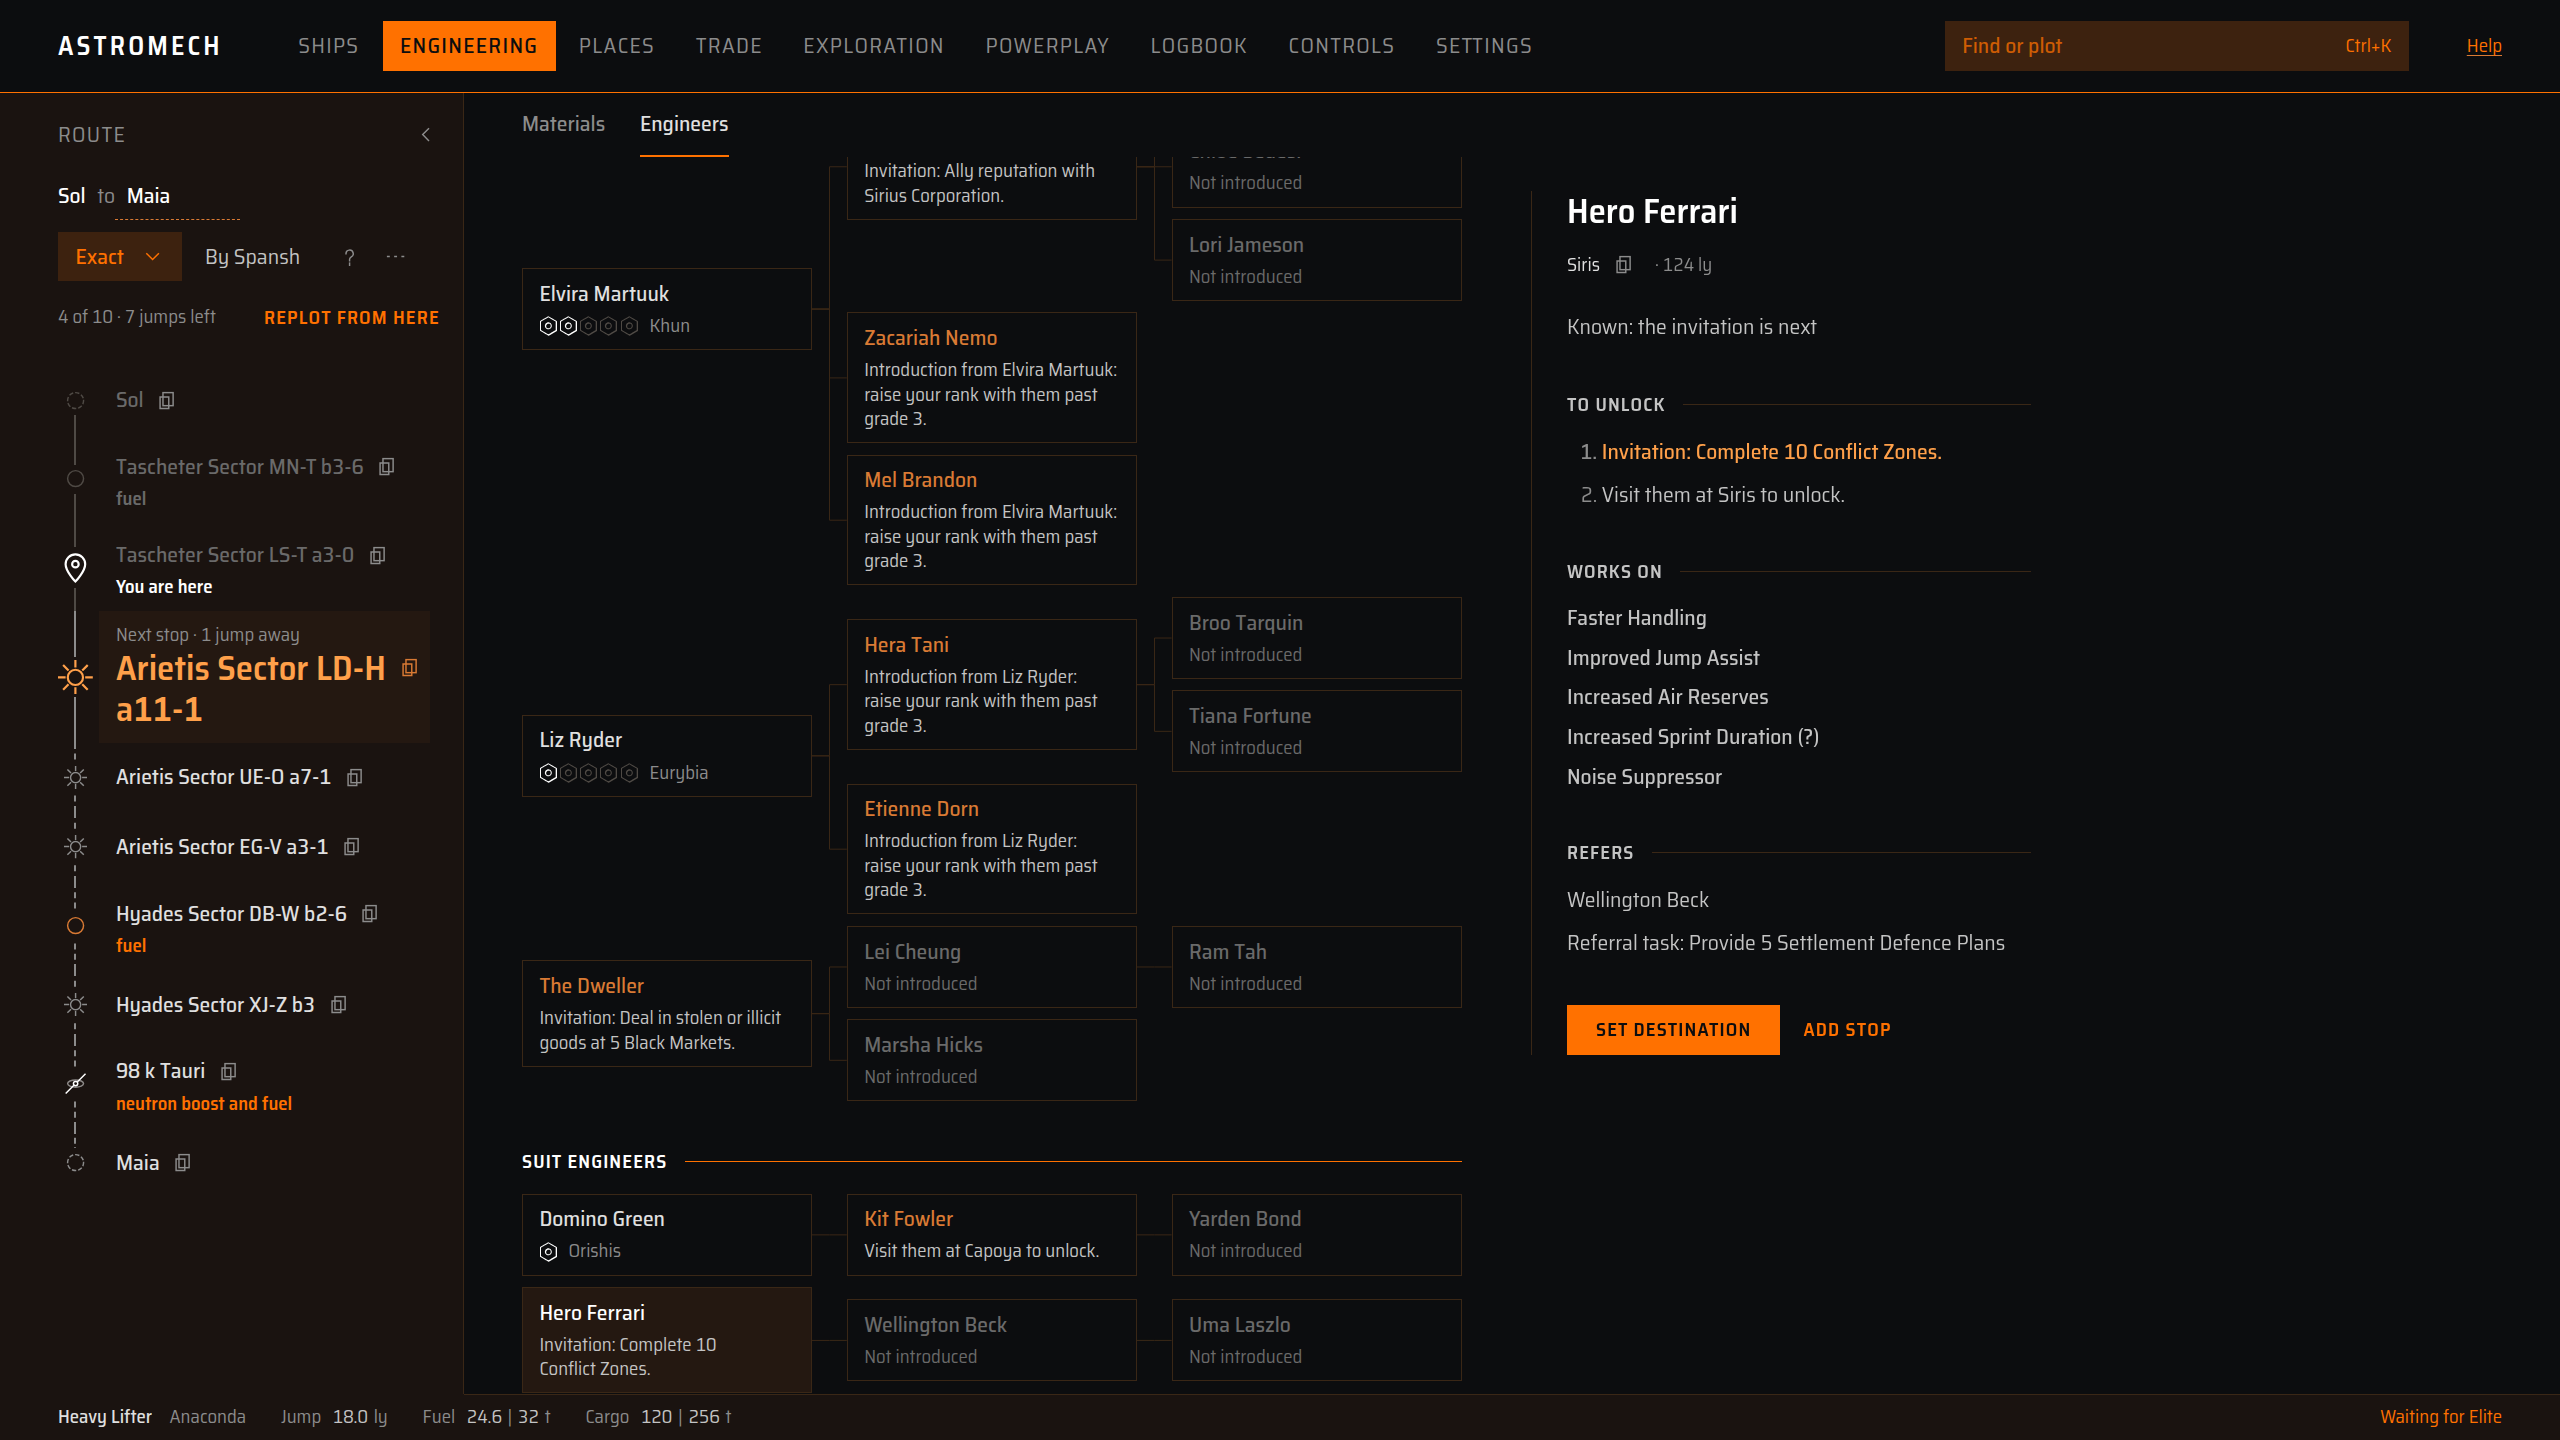 ASTROMECH SHIPS ENGINEERING PLACES TRADE EXPLORATION POWERPLAY LOGBOOK CONTROLS SETTINGS Find or plot Ctrl+K Help
ROUTE
Sol to Maia
Exact By Spansh ? ···
4 of 10 · 7 jumps left REPLOT FROM HERE
Sol
Tascheter Sector MN-T b3-6
fuel
Tascheter Sector LS-T a3-0
You are here
Next stop · 1 jump away
Arietis Sector LD-H
a11-1
Arietis Sector UE-O a7-1
Arietis Sector EG-V a3-1
Hyades Sector DB-W b2-6
fuel
Hyades Sector XJ-Z b3
98 k Tauri
neutron boost and fuel
Maia
Materials Engineers
Invitation: Ally reputation with
Sirius Corporation.
Not introduced
Lori Jameson
Not introduced
Elvira Martuuk
Khun
Zacariah Nemo
Introduction from Elvira Martuuk:
raise your rank with them past
grade 3.
Mel Brandon
Introduction from Elvira Martuuk:
raise your rank with them past
grade 3.
Hera Tani
Introduction from Liz Ryder:
raise your rank with them past
grade 3.
Broo Tarquin
Not introduced
Tiana Fortune
Not introduced
Liz Ryder
Eurybia
Etienne Dorn
Introduction from Liz Ryder:
raise your rank with them past
grade 3.
Lei Cheung
Not introduced
Ram Tah
Not introduced
The Dweller
Invitation: Deal in stolen or illicit
goods at 5 Black Markets.
Marsha Hicks
Not introduced
SUIT ENGINEERS
Domino Green
Orishis
Kit Fowler
Visit them at Capoya to unlock.
Yarden Bond
Not introduced
Hero Ferrari
Invitation: Complete 10
Conflict Zones.
Wellington Beck
Not introduced
Uma Laszlo
Not introduced
Hero Ferrari
Siris · 124 ly
Known: the invitation is next
TO UNLOCK
1. Invitation: Complete 10 Conflict Zones.
2. Visit them at Siris to unlock.
WORKS ON
Faster Handling
Improved Jump Assist
Increased Air Reserves
Increased Sprint Duration (?)
Noise Suppressor
REFERS
Wellington Beck
Referral task: Provide 5 Settlement Defence Plans
SET DESTINATION ADD STOP
Heavy Lifter Anaconda Jump 18.0 ly Fuel 24.6 | 32 t Cargo 120 | 256 t Waiting for Elite